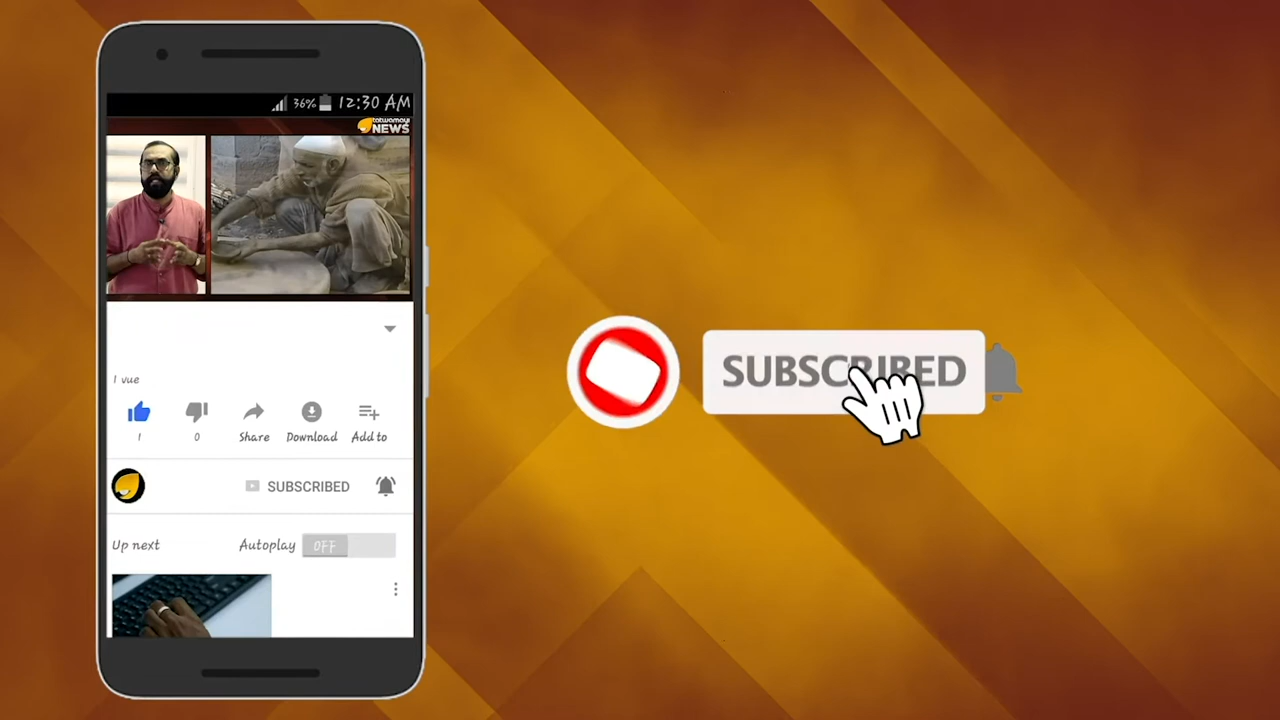 36% 12:30 AM
tatwamayi
NEWS
1 vue
1 0 Share Download Add to
SUBSCRIBED
Up next Autoplay OFF
SUBSCRIBED